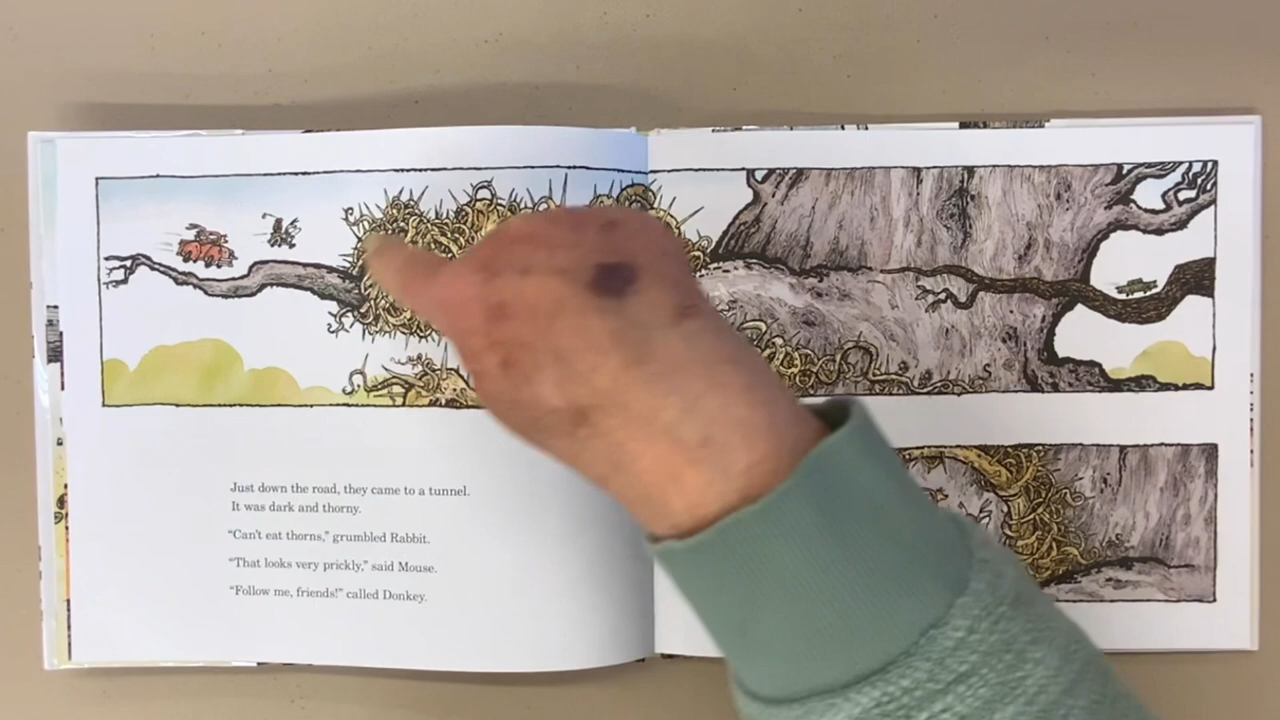 Just down the road, they came to a tunnel.
It was dark and thorny.
“Can't eat thorns,” grumbled Rabbit.
“That looks very prickly,” said Mouse.
“Follow me, friends!” called Donkey.